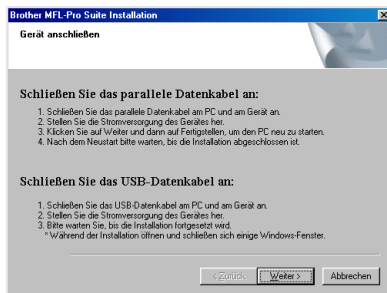 Brother MFL-Pro Suite Installation
Gerät anschließen
Schließen Sie das parallele Datenkabel an:
1. Schließen Sie das parallele Datenkabel am PC und am Gerät an.
2. Stellen Sie die Stromversorgung des Gerätes her.
3. Klicken Sie auf Weiter und dann auf Fertigstellen, um den PC neu zu starten.
4. Nach dem Neustart bitte warten, bis die Installation abgeschlossen ist.
Schließen Sie das USB-Datenkabel an:
1. Schließen Sie das USB-Datenkabel am PC und am Gerät an.
2. Stellen Sie die Stromversorgung des Gerätes her.
3. Bitte warten Sie, bis die Installation fortgesetzt wird.
* Während der Installation öffnen und schließen sich einige Windows-Fenster.
< Zurück Weiter > Abbrechen